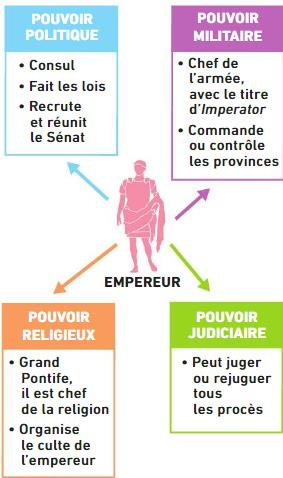 POUVOIR
POLITIQUE
• Consul
• Fait les lois
• Recrute
et réunit
le Sénat
POUVOIR
MILITAIRE
• Chef de
l'armée,
avec le titre
d'Imperator
• Commande
ou contrôle
les provinces
EMPEREUR
POUVOIR
RELIGIEUX
• Grand
Pontife,
il est chef
de la religion
• Organise
le culte de
l'empereur
POUVOIR
JUDICIAIRE
• Peut juger
ou rejuguer
tous
les procès